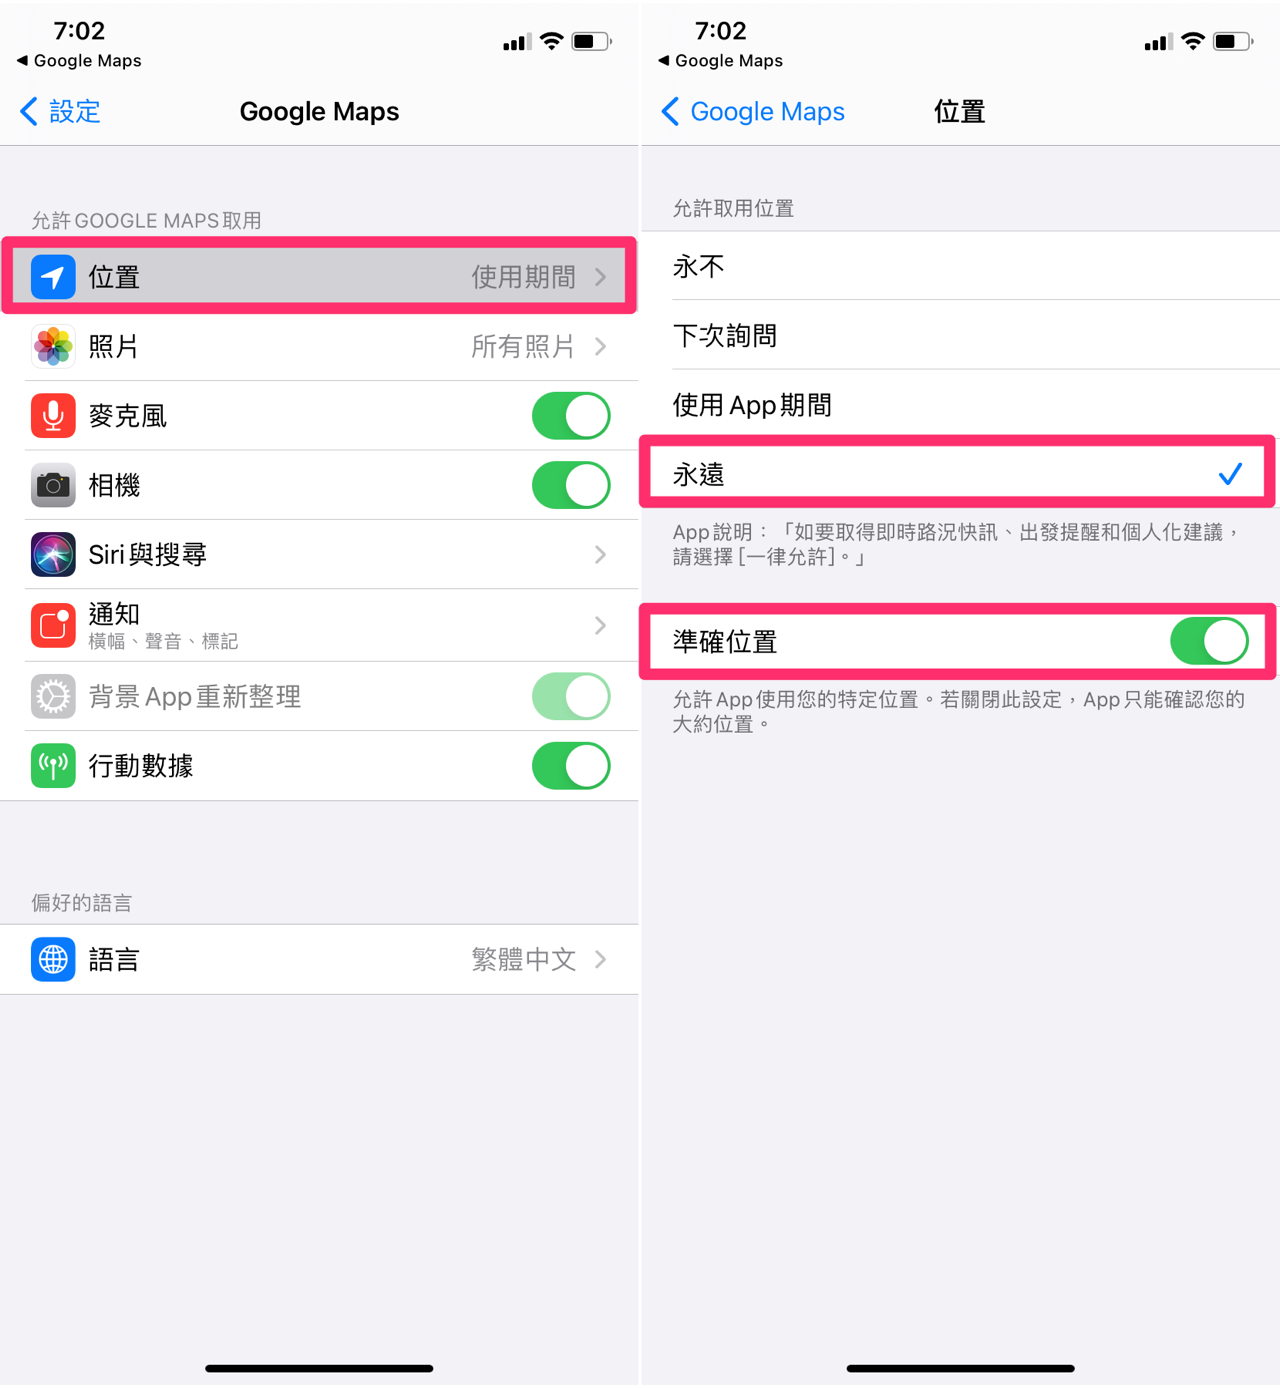 7:02
◀ Google Maps
設定
Google Maps
允許 GOOGLE MAPS 取用
位置
使用期間
照片
所有照片
麥克風
相機
Siri 與搜尋
通知
橫幅、聲音、標記
背景 App 重新整理
行動數據
偏好的語言
語言
繁體中文
7:02
◀ Google Maps
Google Maps
位置
允許取用位置
永不
下次詢問
使用 App 期間
永遠
App 說明：「如要取得即時路況快訊、出發提醒和個人化建議，
請選擇 [一律允許]。」
準確位置
允許 App 使用您的特定位置。若關閉此設定，App 只能確認您的
大約位置。